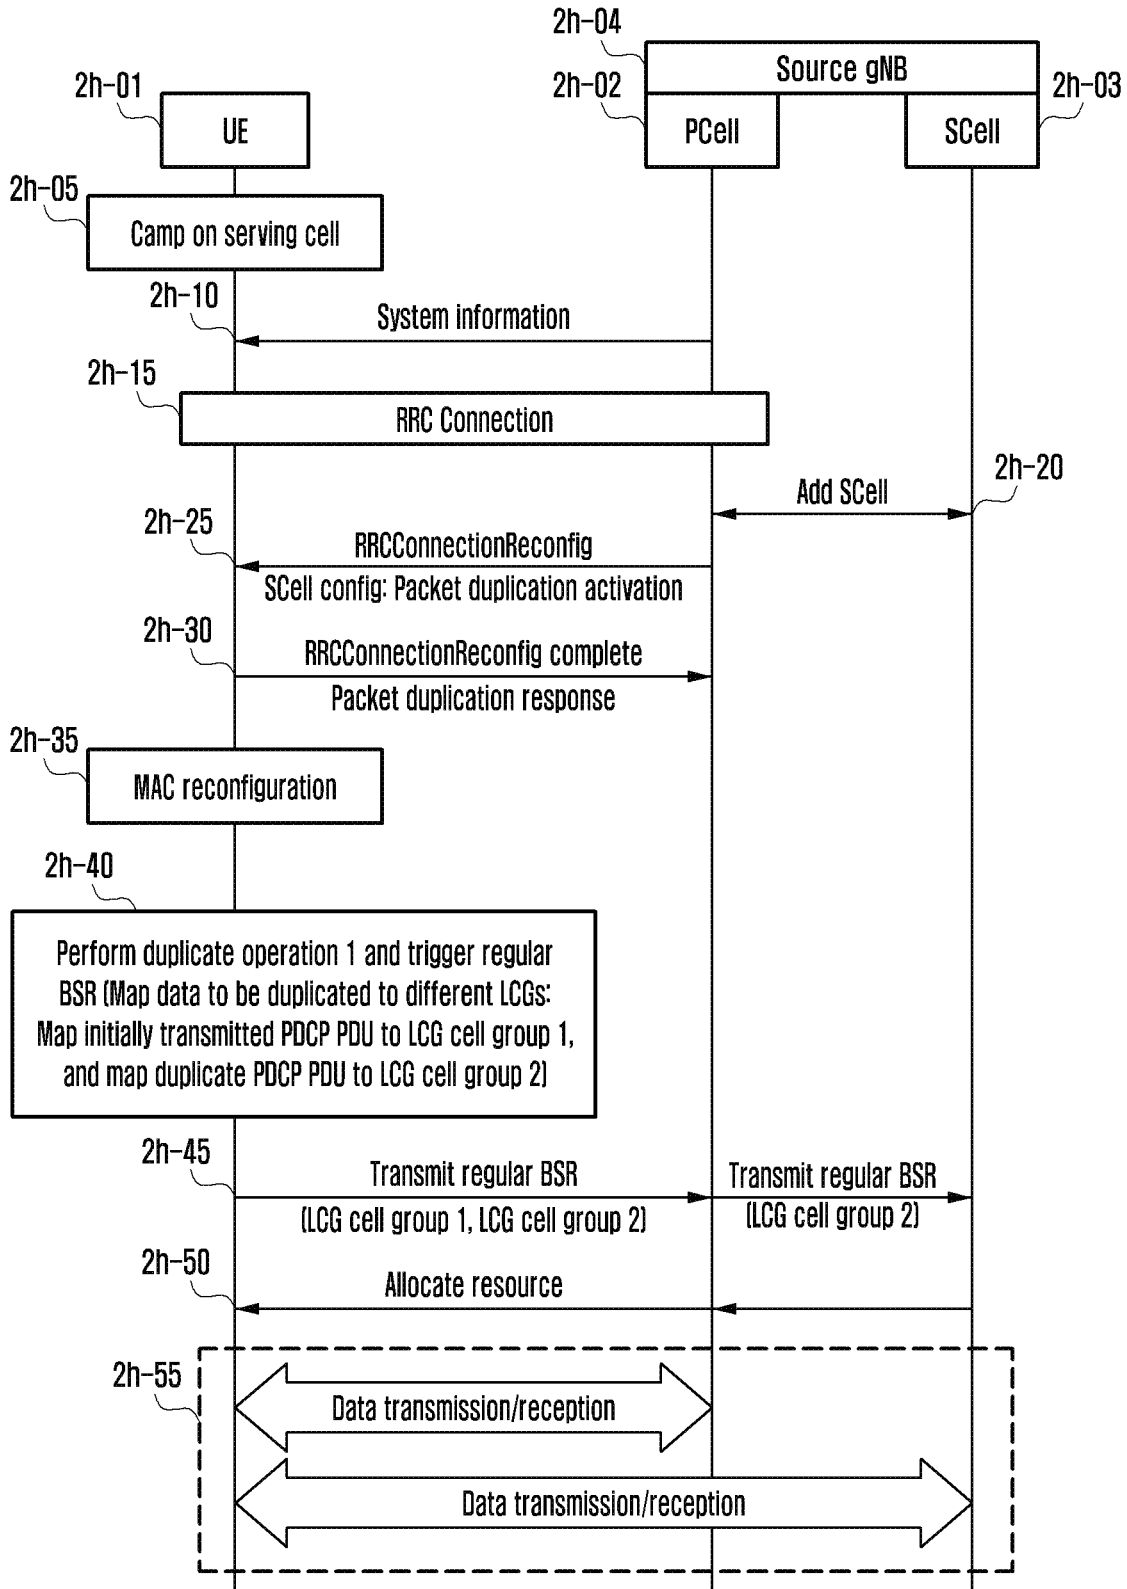 2h-04
Source gNB
2h-01
2h-02
2h-03
UE
PCell
SCell
2h-05
Camp on serving cell
2h-10
System information
2h-15
RRC Connection
2h-20
Add SCell
2h-25
RRCConnectionReconfig
SCell config: Packet duplication activation
2h-30
RRCConnectionReconfig complete
Packet duplication response
2h-35
MAC reconfiguration
2h-40
Perform duplicate operation 1 and trigger regular
BSR (Map data to be duplicated to different LCGs:
Map initially transmitted PDCP PDU to LCG cell group 1,
and map duplicate PDCP PDU to LCG cell group 2)
2h-45
Transmit regular BSR
(LCG cell group 1, LCG cell group 2)
Transmit regular BSR
(LCG cell group 2)
2h-50
Allocate resource
2h-55
Data transmission/reception
Data transmission/reception